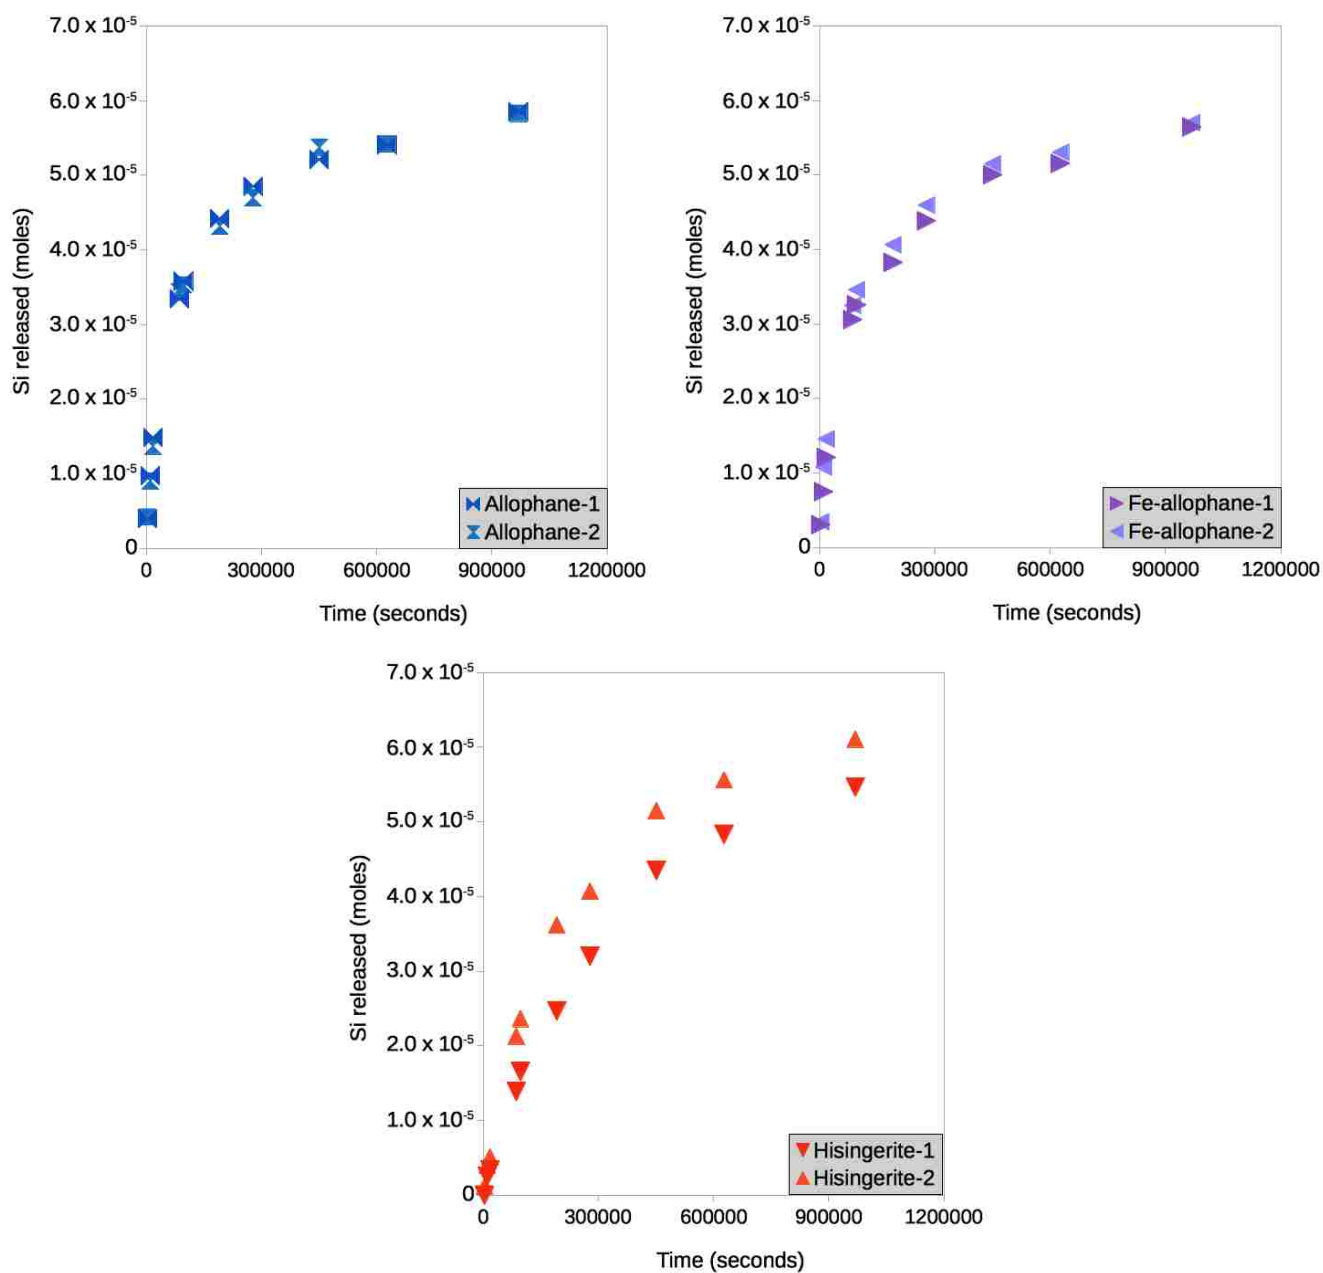 7.0 x 10⁻⁵
6.0 x 10⁻⁵
5.0 x 10⁻⁵
4.0 x 10⁻⁵
3.0 x 10⁻⁵
2.0 x 10⁻⁵
1.0 x 10⁻⁵
0
Si released (moles)
Allophane-1
Allophane-2
0 300000 600000 900000 1200000
Time (seconds)
7.0 x 10⁻⁵
6.0 x 10⁻⁵
5.0 x 10⁻⁵
4.0 x 10⁻⁵
3.0 x 10⁻⁵
2.0 x 10⁻⁵
1.0 x 10⁻⁵
0
Si released (moles)
Fe-allophane-1
Fe-allophane-2
0 300000 600000 900000 1200000
Time (seconds)
7.0 x 10⁻⁵
6.0 x 10⁻⁵
5.0 x 10⁻⁵
4.0 x 10⁻⁵
3.0 x 10⁻⁵
2.0 x 10⁻⁵
1.0 x 10⁻⁵
0
Si released (moles)
Hisingerite-1
Hisingerite-2
0 300000 600000 900000 1200000
Time (seconds)